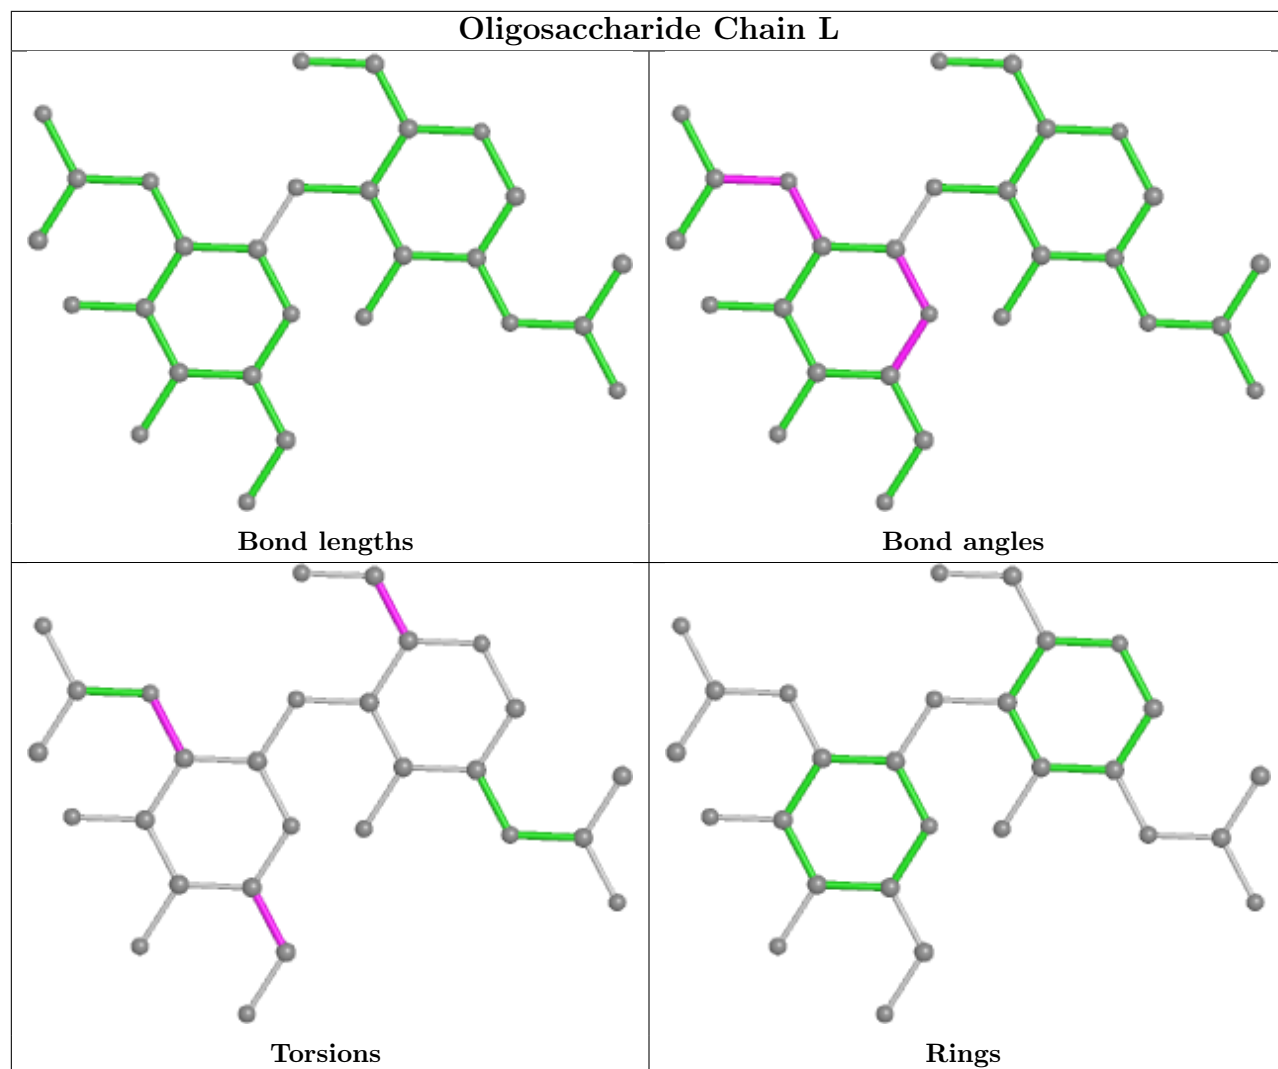 Oligosaccharide Chain L
Bond lengths
Bond angles
Torsions
Rings